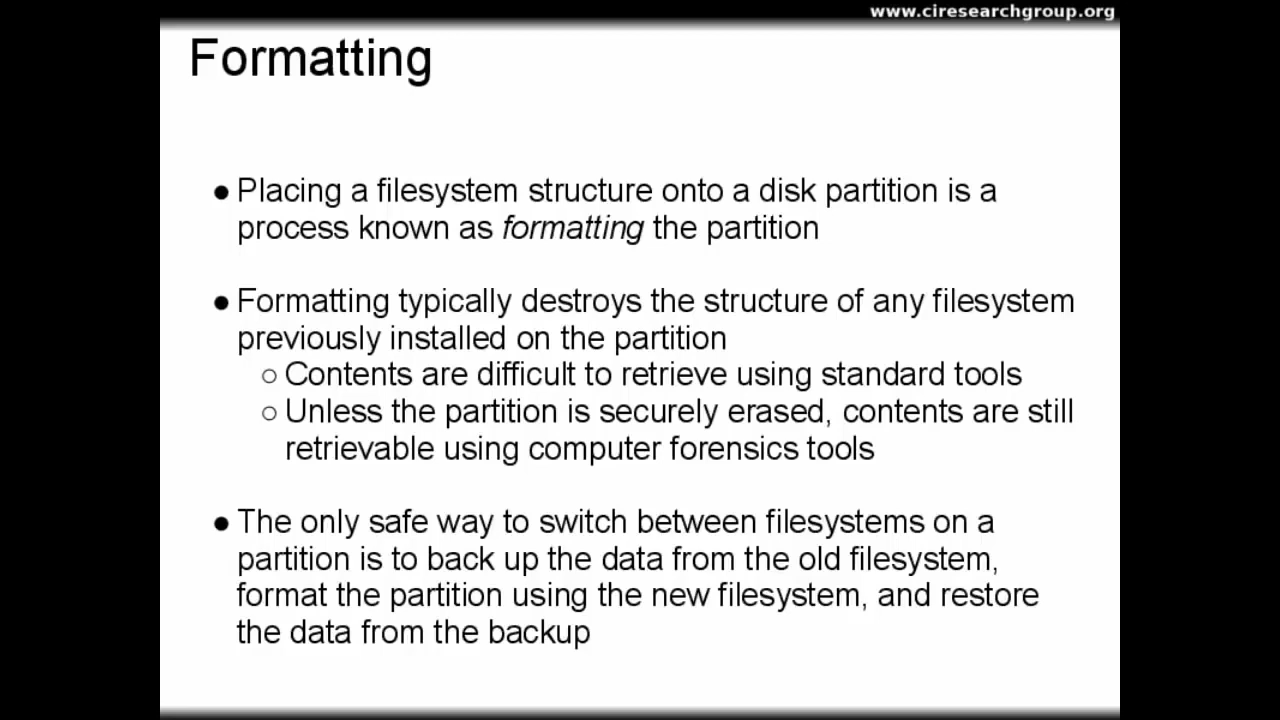 www.ciresearchgroup.org
Formatting
● Placing a filesystem structure onto a disk partition is a
process known as formatting the partition
● Formatting typically destroys the structure of any filesystem
previously installed on the partition
○ Contents are difficult to retrieve using standard tools
○ Unless the partition is securely erased, contents are still
retrievable using computer forensics tools
● The only safe way to switch between filesystems on a
partition is to back up the data from the old filesystem,
format the partition using the new filesystem, and restore
the data from the backup